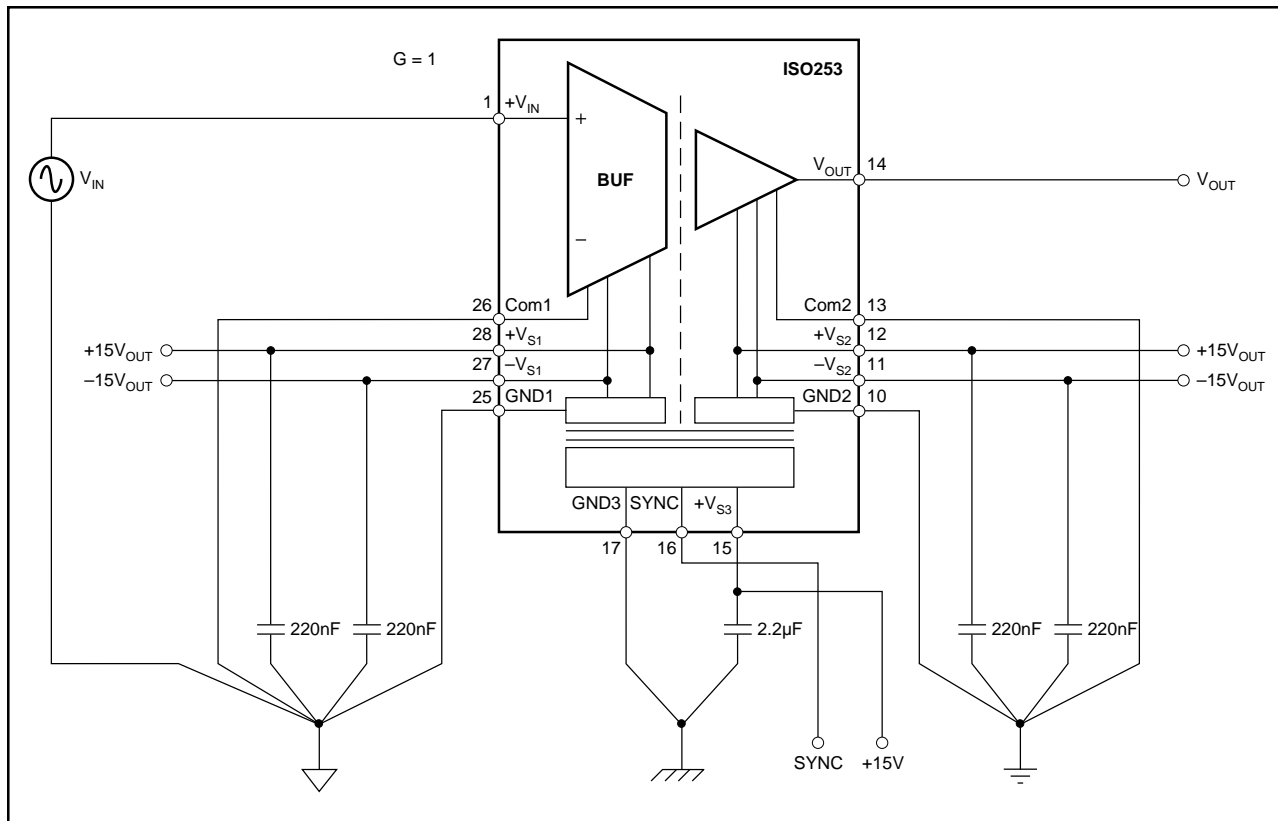 G = 1
ISO253
1 +VIN
+
BUF
–
VIN
VOUT 14
VOUT
26 Com1
Com2 13
28 +VS1
+VS2 12
+15VOUT
+15VOUT
27 –VS1
–VS2 11
–15VOUT
–15VOUT
25 GND1
GND2 10
GND3 SYNC +VS3
17 16 15
220nF 220nF 2.2µF 220nF 220nF
SYNC +15V